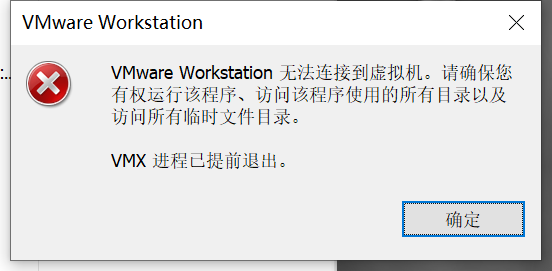 VMware Workstation
:..
VMware Workstation 无法连接到虚拟机。请确保您
有权运行该程序、访问该程序使用的所有目录以及
访问所有临时文件目录。
VMX 进程已提前退出。
确定